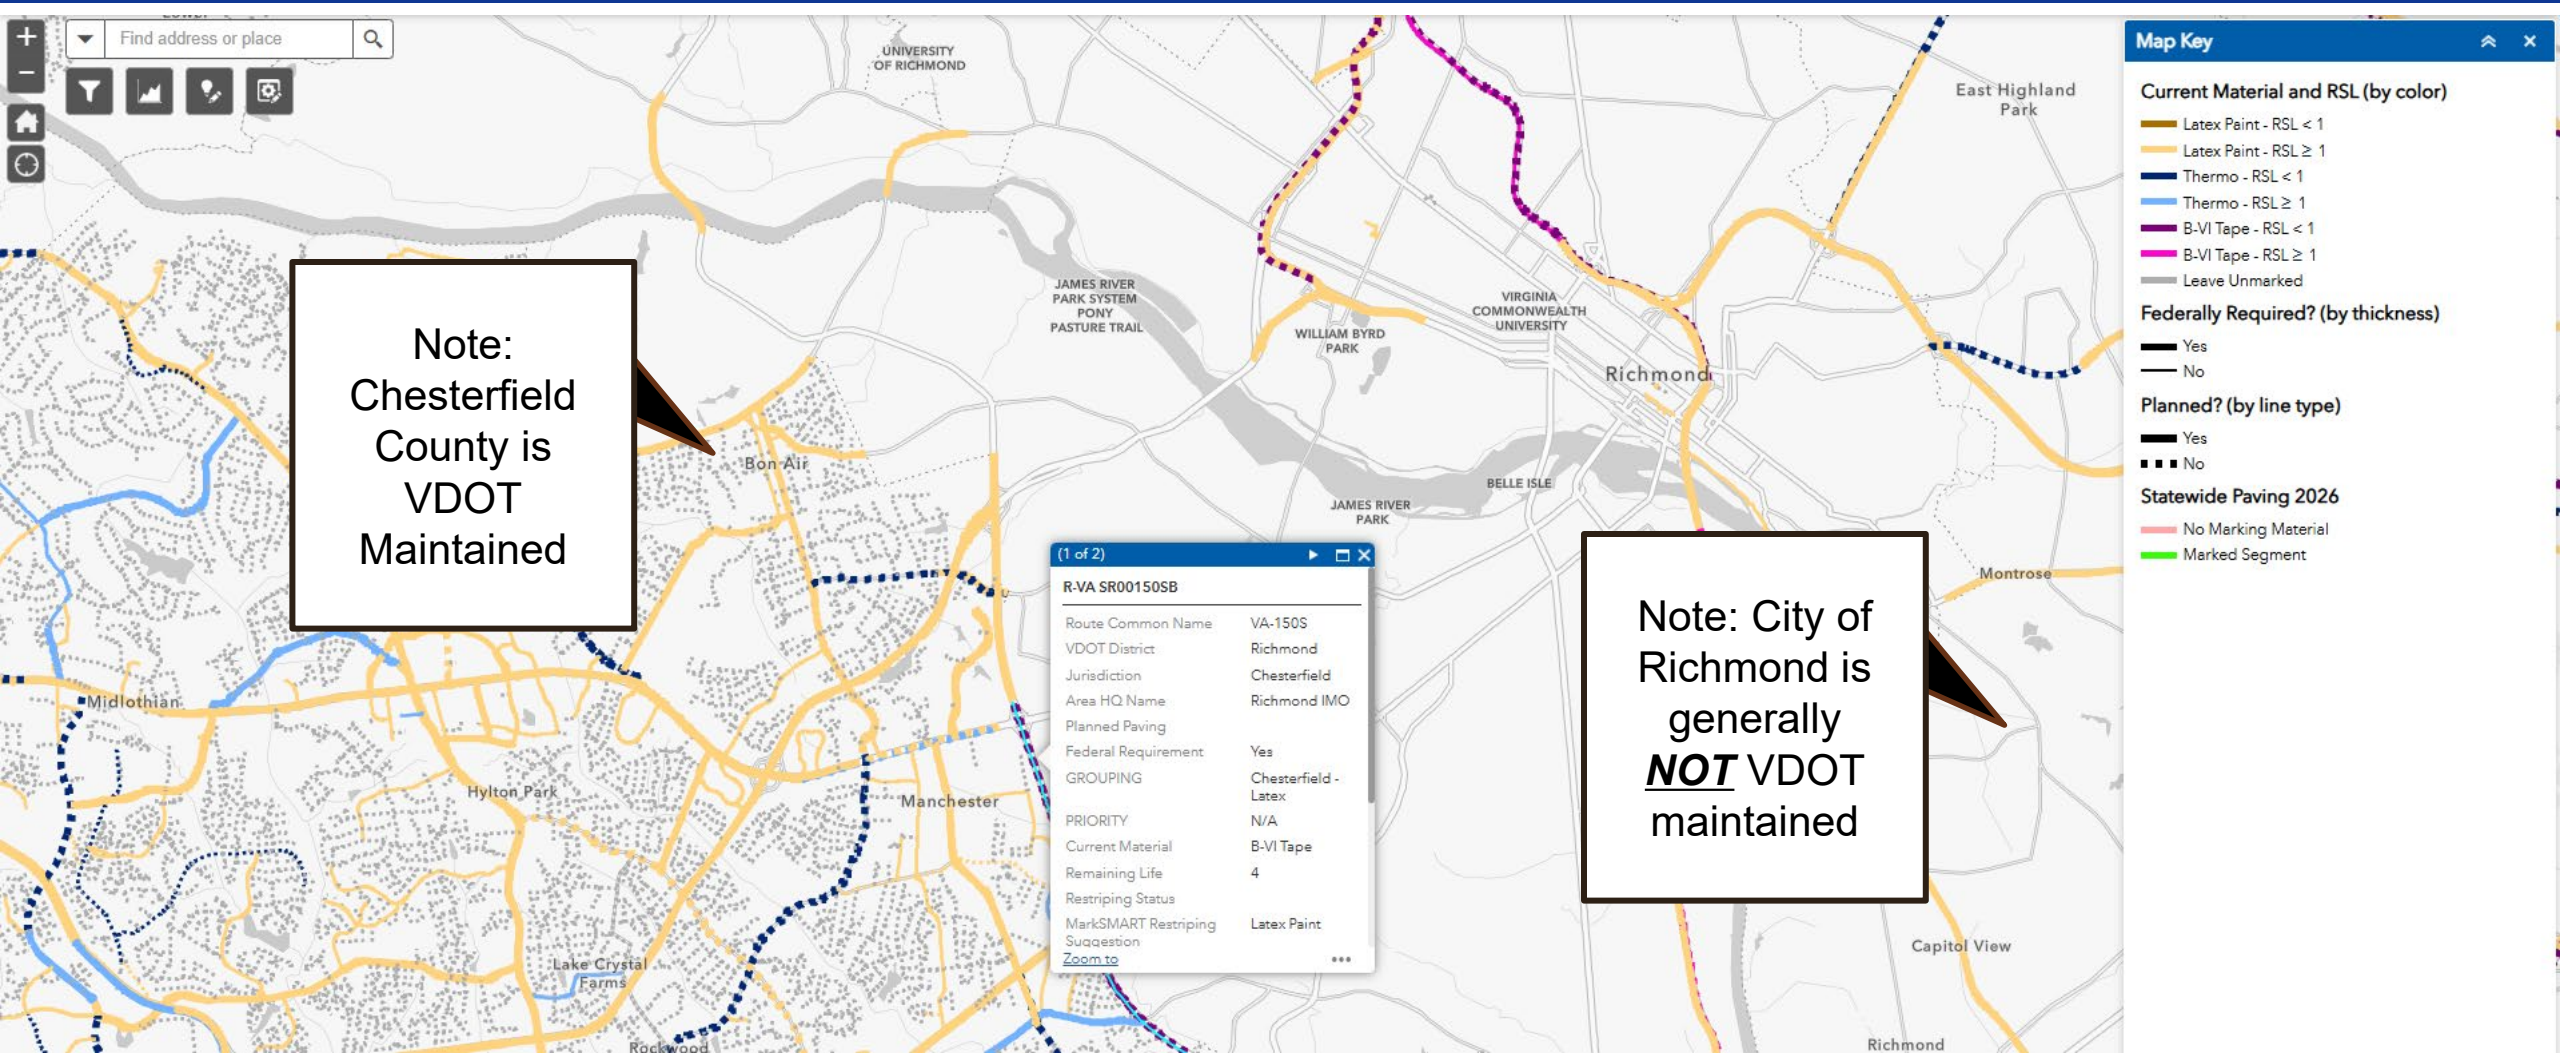 Find address or place
UNIVERSITY
OF RICHMOND
East Highland
Park
JAMES RIVER
PARK SYSTEM
PONY
PASTURE TRAIL
WILLIAM BYRD
PARK
VIRGINIA
COMMONWEALTH
UNIVERSITY
Richmond
BELLE ISLE
JAMES RIVER
PARK
Montrose
Bon Air
Midlothian
Hylton Park
Manchester
Lake Crystal
Farms
Rockwood
Capitol View
Richmond
Note:
Chesterfield
County is
VDOT
Maintained
(1 of 2)
R-VA SR00150SB
Route Common Name VA-150S
VDOT District Richmond
Jurisdiction Chesterfield
Area HQ Name Richmond IMO
Planned Paving
Federal Requirement Yes
GROUPING Chesterfield -
Latex
PRIORITY N/A
Current Material B-VI Tape
Remaining Life 4
Restriping Status
MarkSMART Restriping Latex Paint
Suggestion
Zoom to
Note: City of
Richmond is
generally
NOT VDOT
maintained
Map Key
Current Material and RSL (by color)
Latex Paint - RSL < 1
Latex Paint - RSL ≥ 1
Thermo - RSL < 1
Thermo - RSL ≥ 1
B-VI Tape - RSL < 1
B-VI Tape - RSL ≥ 1
Leave Unmarked
Federally Required? (by thickness)
Yes
No
Planned? (by line type)
Yes
No
Statewide Paving 2026
No Marking Material
Marked Segment